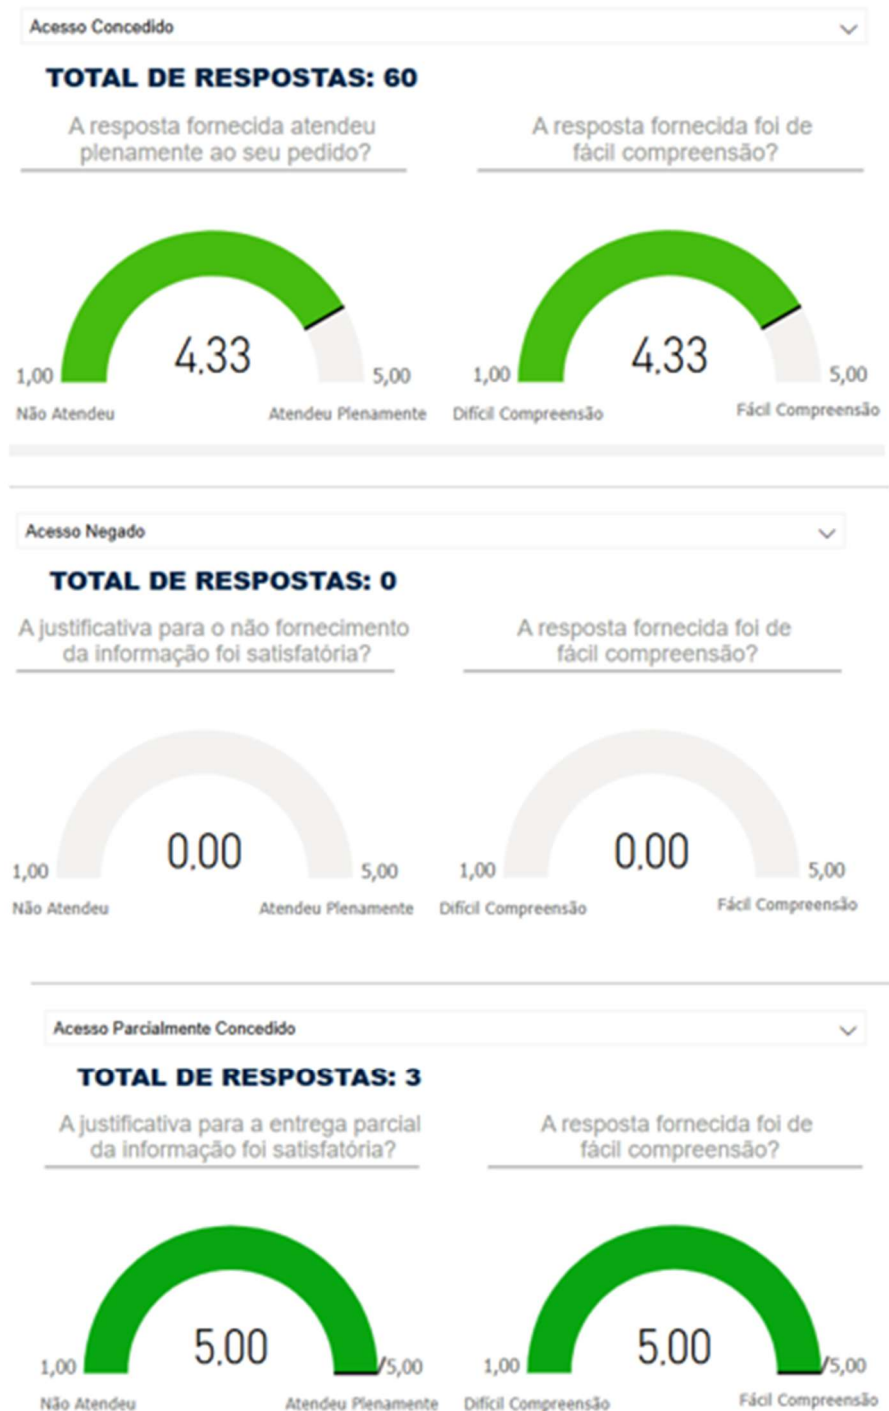 Acesso Concedido
TOTAL DE RESPOSTAS: 60
A resposta fornecida atendeu
plenamente ao seu pedido?
A resposta fornecida foi de
fácil compreensão?
4,33
1,00
5,00
Não Atendeu
Atendeu Plenamente
4,33
1,00
5,00
Difícil Compreensão
Fácil Compreensão
Acesso Negado
TOTAL DE RESPOSTAS: 0
A justificativa para o não fornecimento
da informação foi satisfatória?
A resposta fornecida foi de
fácil compreensão?
0,00
1,00
5,00
Não Atendeu
Atendeu Plenamente
0,00
1,00
5,00
Difícil Compreensão
Fácil Compreensão
Acesso Parcialmente Concedido
TOTAL DE RESPOSTAS: 3
A justificativa para a entrega parcial
da informação foi satisfatória?
A resposta fornecida foi de
fácil compreensão?
5,00
1,00
5,00
Não Atendeu
Atendeu Plenamente
5,00
1,00
5,00
Difícil Compreensão
Fácil Compreensão